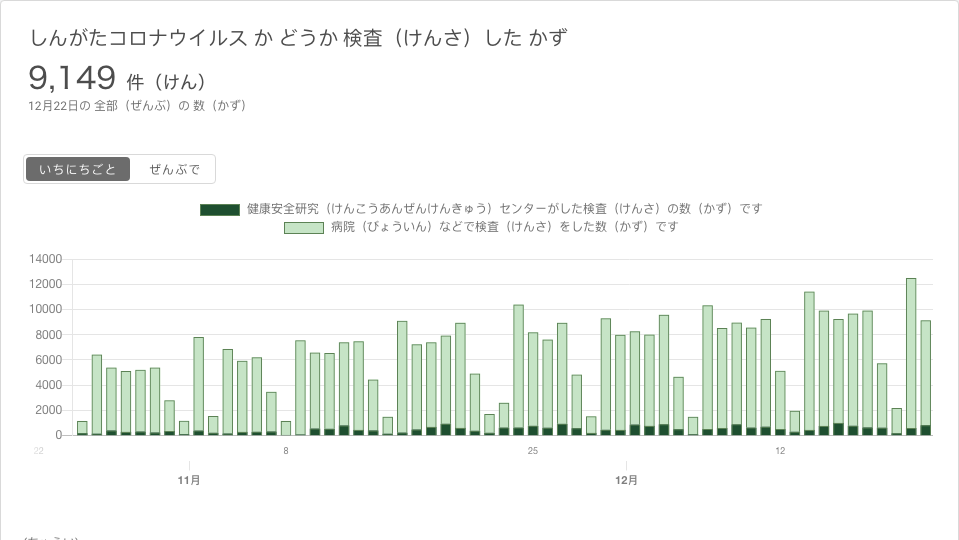 しんがたコロナウイルス か どうか 検査（けんさ）した かず
9,149 件（けん）
12月22日の 全部（ぜんぶ）の 数（かず）
いちにちごと ぜんぶで
健康安全研究（けんこうあんぜんけんきゅう）センターがした検査（けんさ）の数（かず）です
病院（びょういん）などで検査（けんさ）をした数（かず）です
14000
12000
10000
8000
6000
4000
2000
0
22 8 25 12
11月 12月